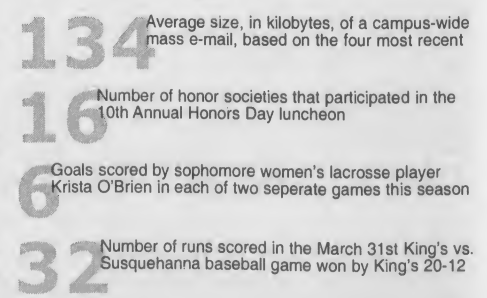 134
Average size, in kilobytes, of a campus-wide
mass e-mail, based on the four most recent
16
Number of honor societies that participated in the
10th Annual Honors Day luncheon
6
Goals scored by sophomore women's lacrosse player
Krista O'Brien in each of two seperate games this season
32
Number of runs scored in the March 31st King's vs.
Susquehanna baseball game won by King's 20-12